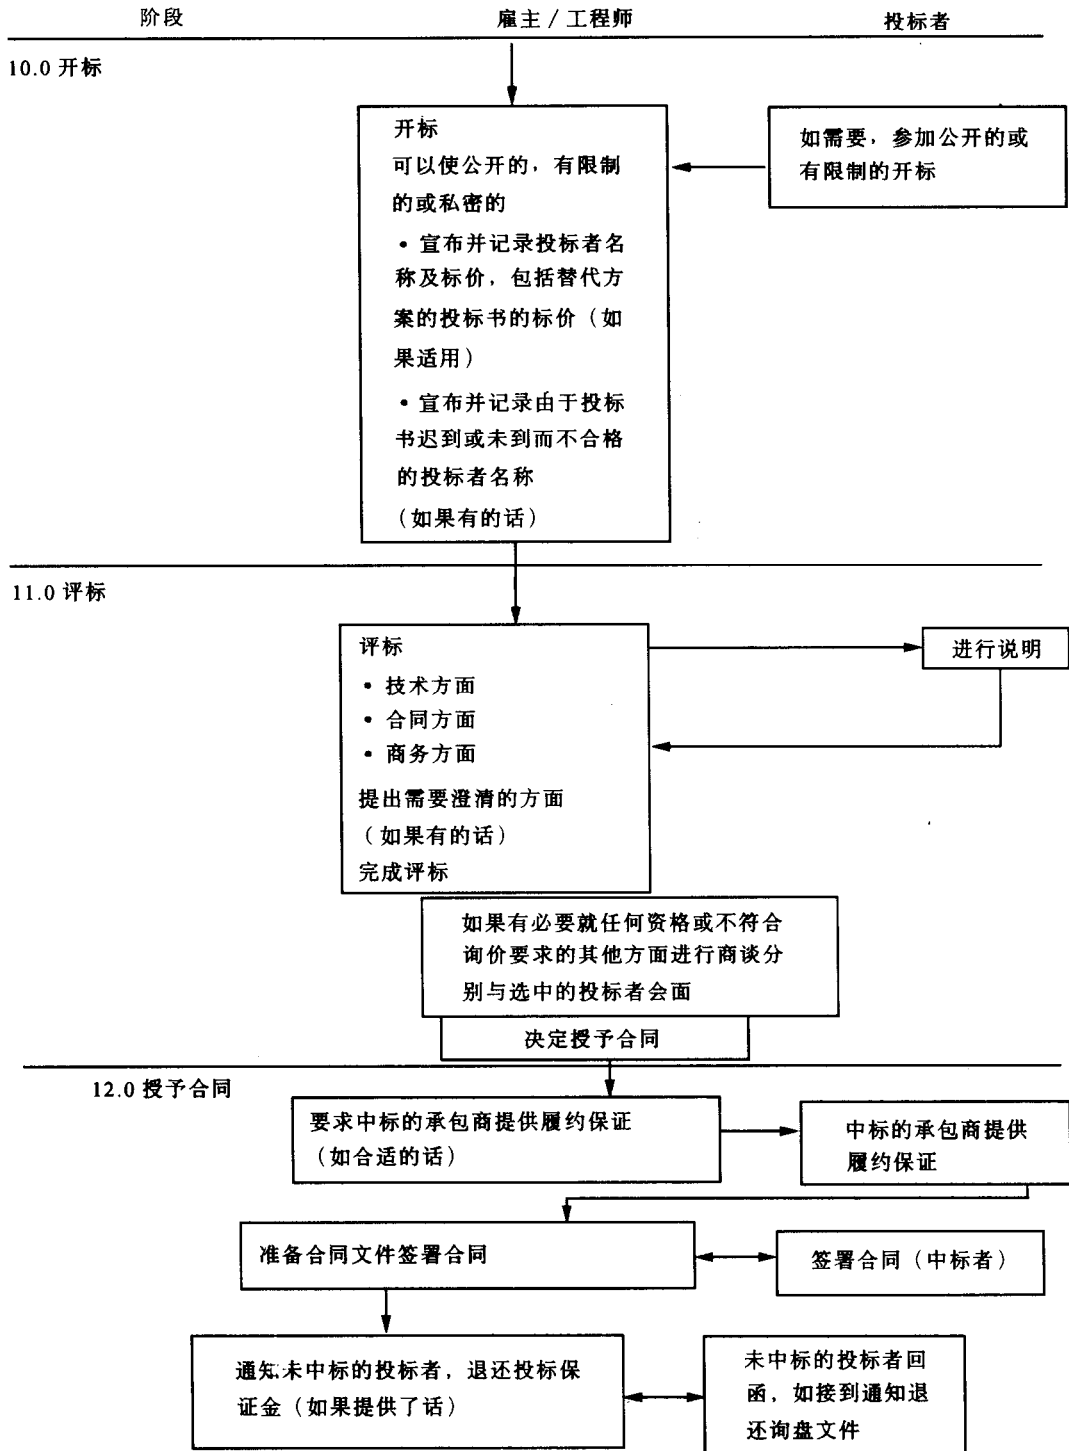 阶段 雇主／工程师 投标者
10.0 开标
开标
可以使公开的，有限制
的或私密的
• 宣布并记录投标者名
称及标价，包括替代方
案的投标书的标价（如
果适用）
• 宣布并记录由于投标
书迟到或未到而不合格
的投标者名称
（如果有的话）
如需要，参加公开的或
有限制的开标
11.0 评标
评标
• 技术方面
• 合同方面
• 商务方面
提出需要澄清的方面
（如果有的话）
完成评标
进行说明
如果有必要就任何资格或不符合
询价要求的其他方面进行商谈分
别与选中的投标者会面
决定授予合同
12.0 授予合同
要求中标的承包商提供履约保证
（如合适的话）
中标的承包商提供
履约保证
准备合同文件签署合同
签署合同（中标者）
通知未中标的投标者，退还投标保
证金（如果提供了话）
未中标的投标者回
函，如接到通知退
还询盘文件